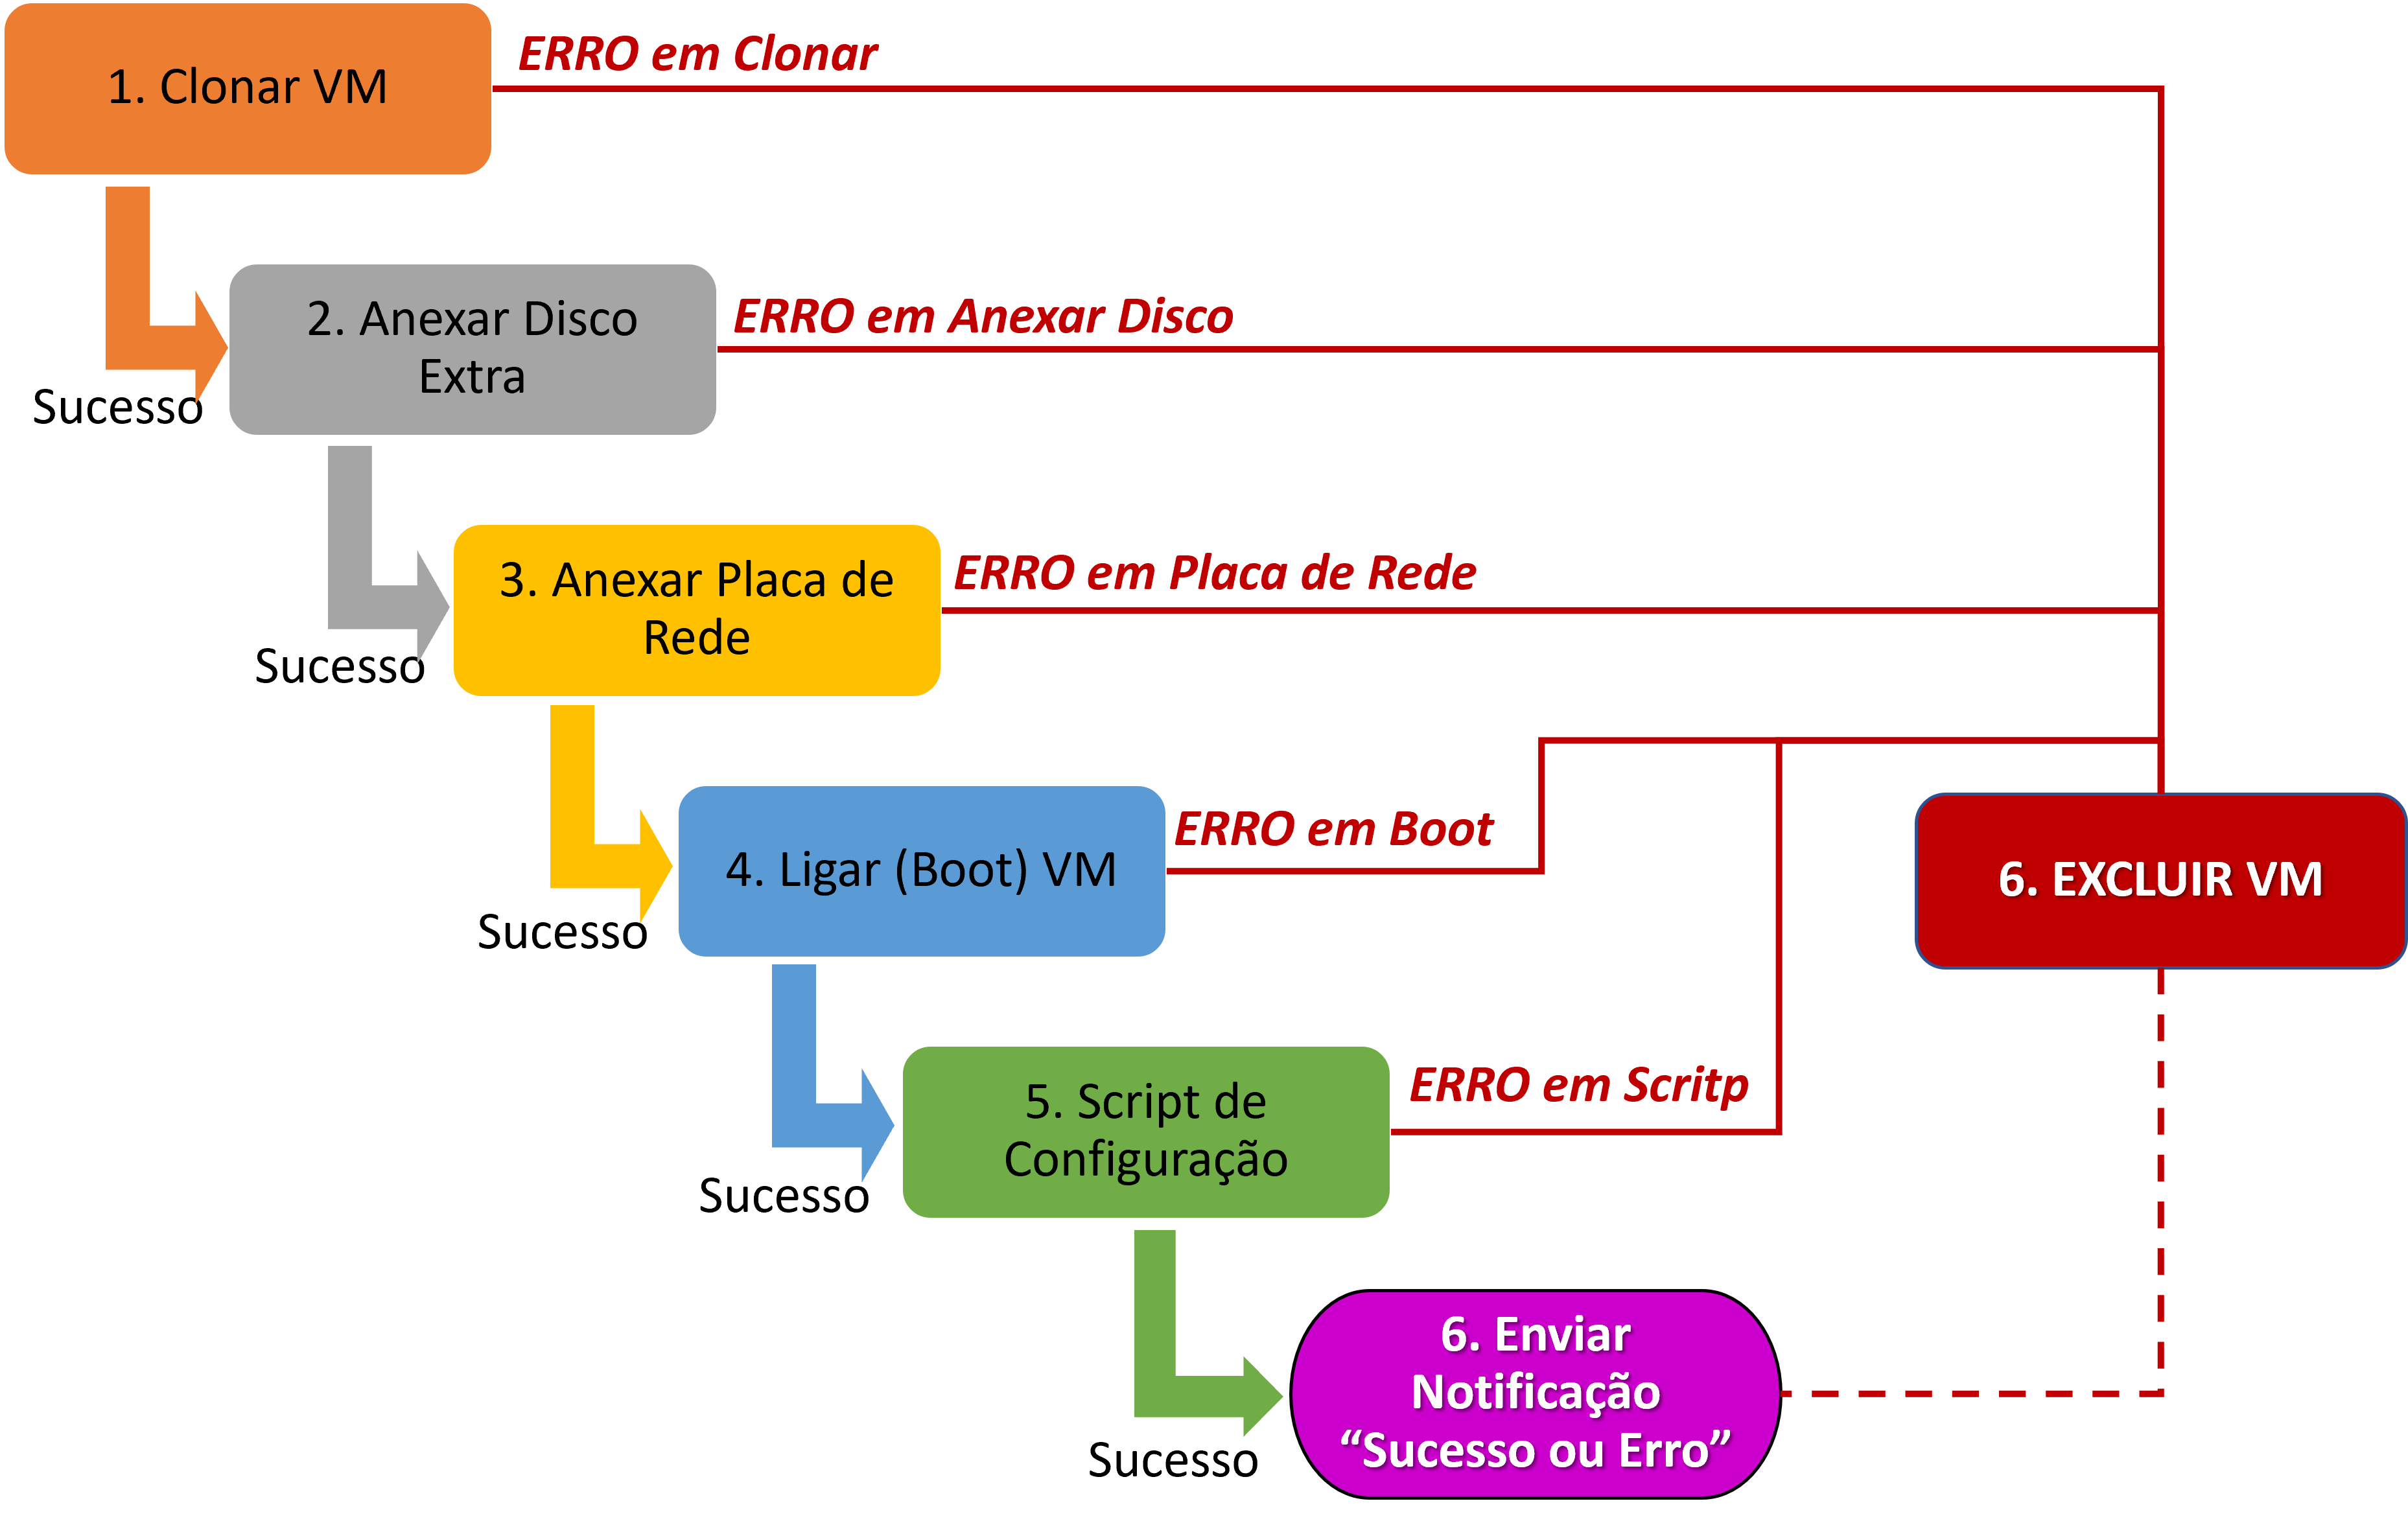 1. Clonar VM
ERRO em Clonar
Sucesso
2. Anexar Disco
Extra
ERRO em Anexar Disco
Sucesso
3. Anexar Placa de
Rede
ERRO em Placa de Rede
Sucesso
4. Ligar (Boot) VM
ERRO em Boot
6. EXCLUIR VM
Sucesso
5. Script de
Configuração
ERRO em Scritp
Sucesso
6. Enviar
Notificação
“Sucesso ou Erro”